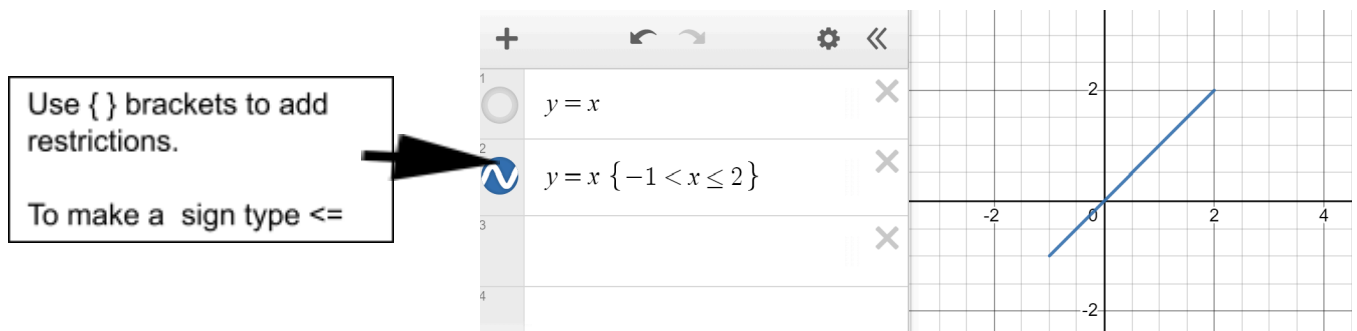 Use { } brackets to add
restrictions.
To make a  sign type <=
1
y = x
2
y = x {−1 < x ≤ 2}
3
4
2
-2
0
2
4
-2